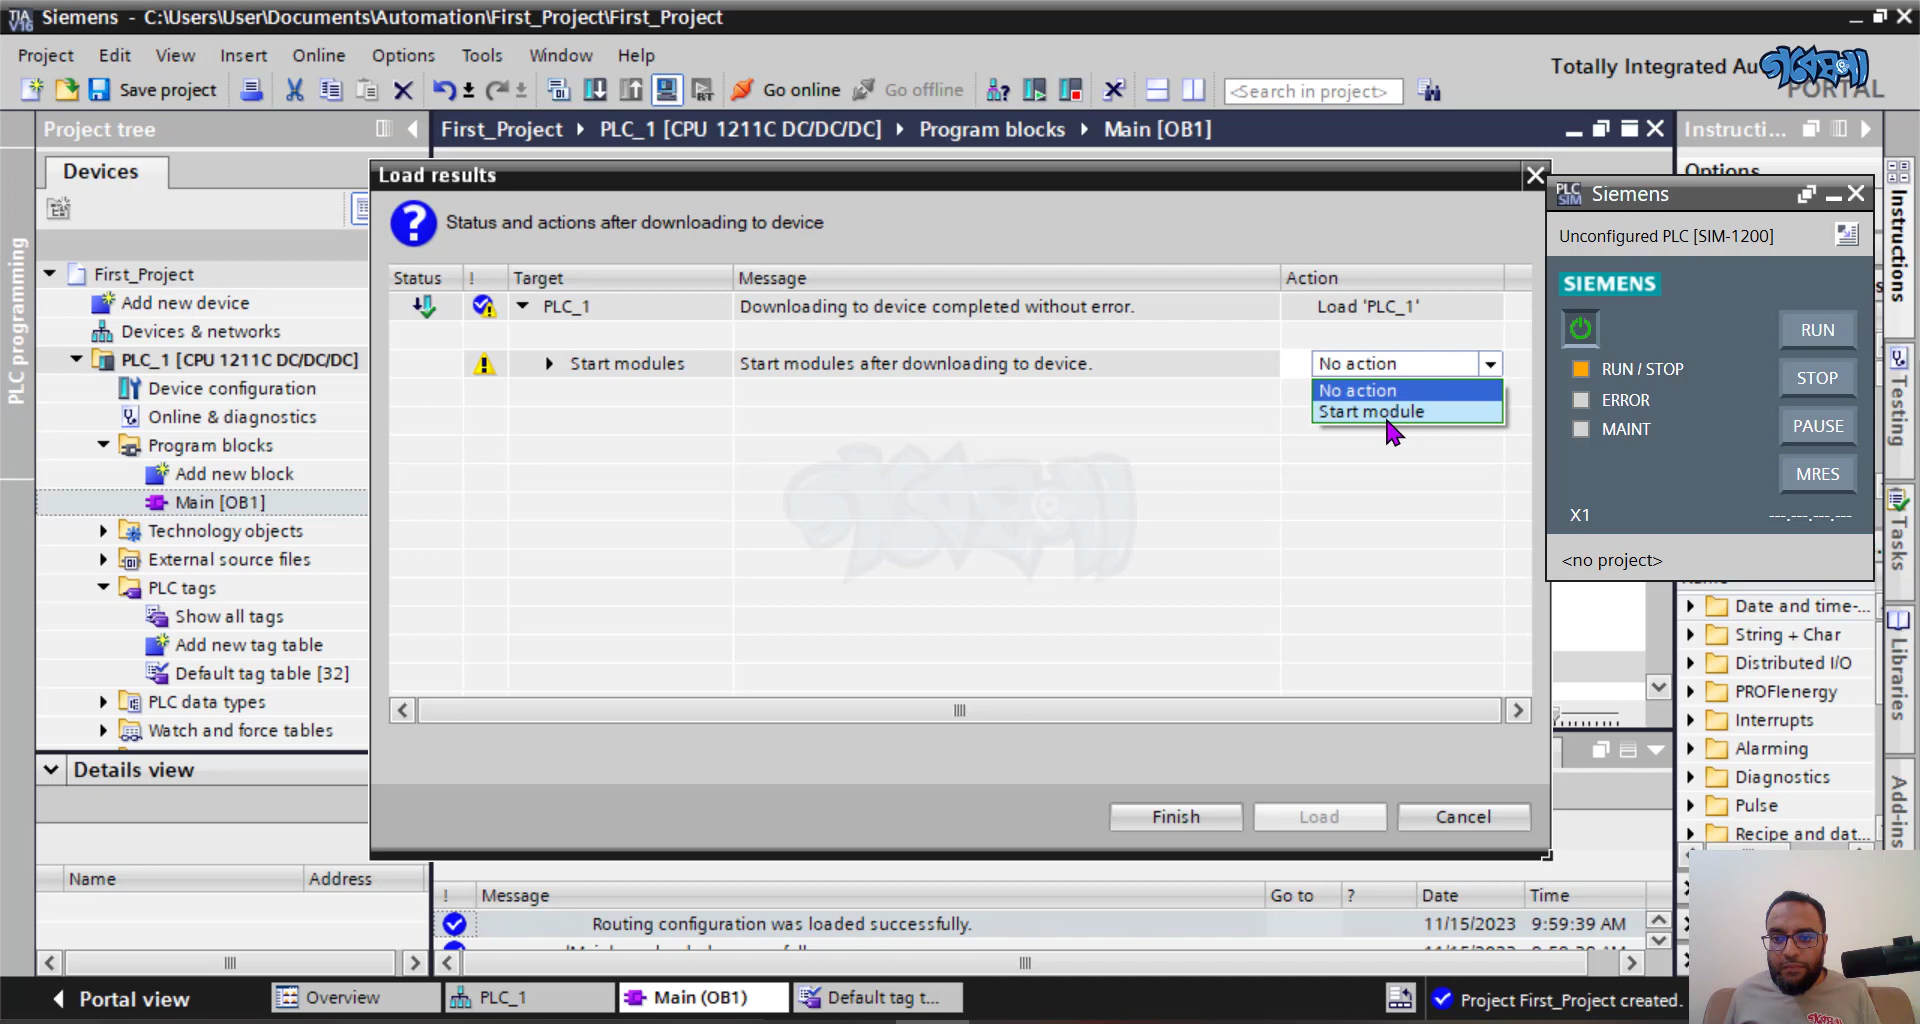 TIA V16 Siemens - C:\Users\User\Documents\Automation\First_Project\First_Project
Project Edit View Insert Online Options Tools Window Help
Totally Integrated Au
PORTAL
Save project
Go online
Go offline
<Search in project>
Project tree
First_Project PLC_1 [CPU 1211C DC/DC/DC] Program blocks Main [OB1]
Instructi...
Devices
Options
PLC programming
Load results
Status and actions after downloading to device
Status ! Target Message Action
PLC_1 Downloading to device completed without error. Load 'PLC_1'
Start modules Start modules after downloading to device. No action
No action
Start module
Finish Load Cancel
First_Project
Add new device
Devices & networks
PLC_1 [CPU 1211C DC/DC/DC]
Device configuration
Online & diagnostics
Program blocks
Add new block
Main [OB1]
Technology objects
External source files
PLC tags
Show all tags
Add new tag table
Default tag table [32]
PLC data types
Watch and force tables
Details view
Name Address
PLC SIM Siemens
Unconfigured PLC [SIM-1200]
SIEMENS
RUN
RUN / STOP
STOP
ERROR
PAUSE
MAINT
MRES
X1 ---.---.---.---
<no project>
Date and time-...
String + Char
Distributed I/O
PROFIenergy
Interrupts
Alarming
Diagnostics
Pulse
Recipe and dat...
Instructions
Testing
Tasks
Libraries
Add-ins
! Message Go to ? Date Time
Routing configuration was loaded successfully. 11/15/2023 9:59:39 AM
Portal view
Overview
PLC_1
Main (OB1)
Default tag t...
Project First_Project created.